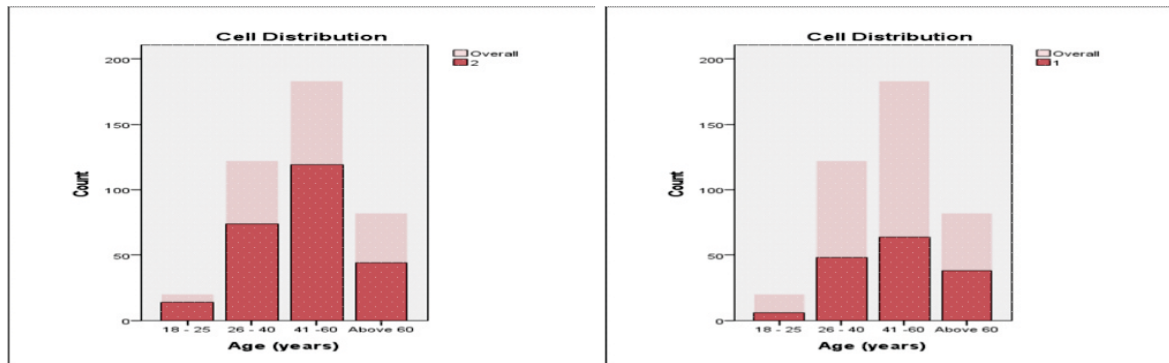 Cell Distribution
Overall
2
200
150
100
50
0
Count
18 - 25
26 - 40
41 -60
Above 60
Age (years)
Cell Distribution
Overall
1
200
150
100
50
0
Count
18 - 25
26 - 40
41 -60
Above 60
Age (years)